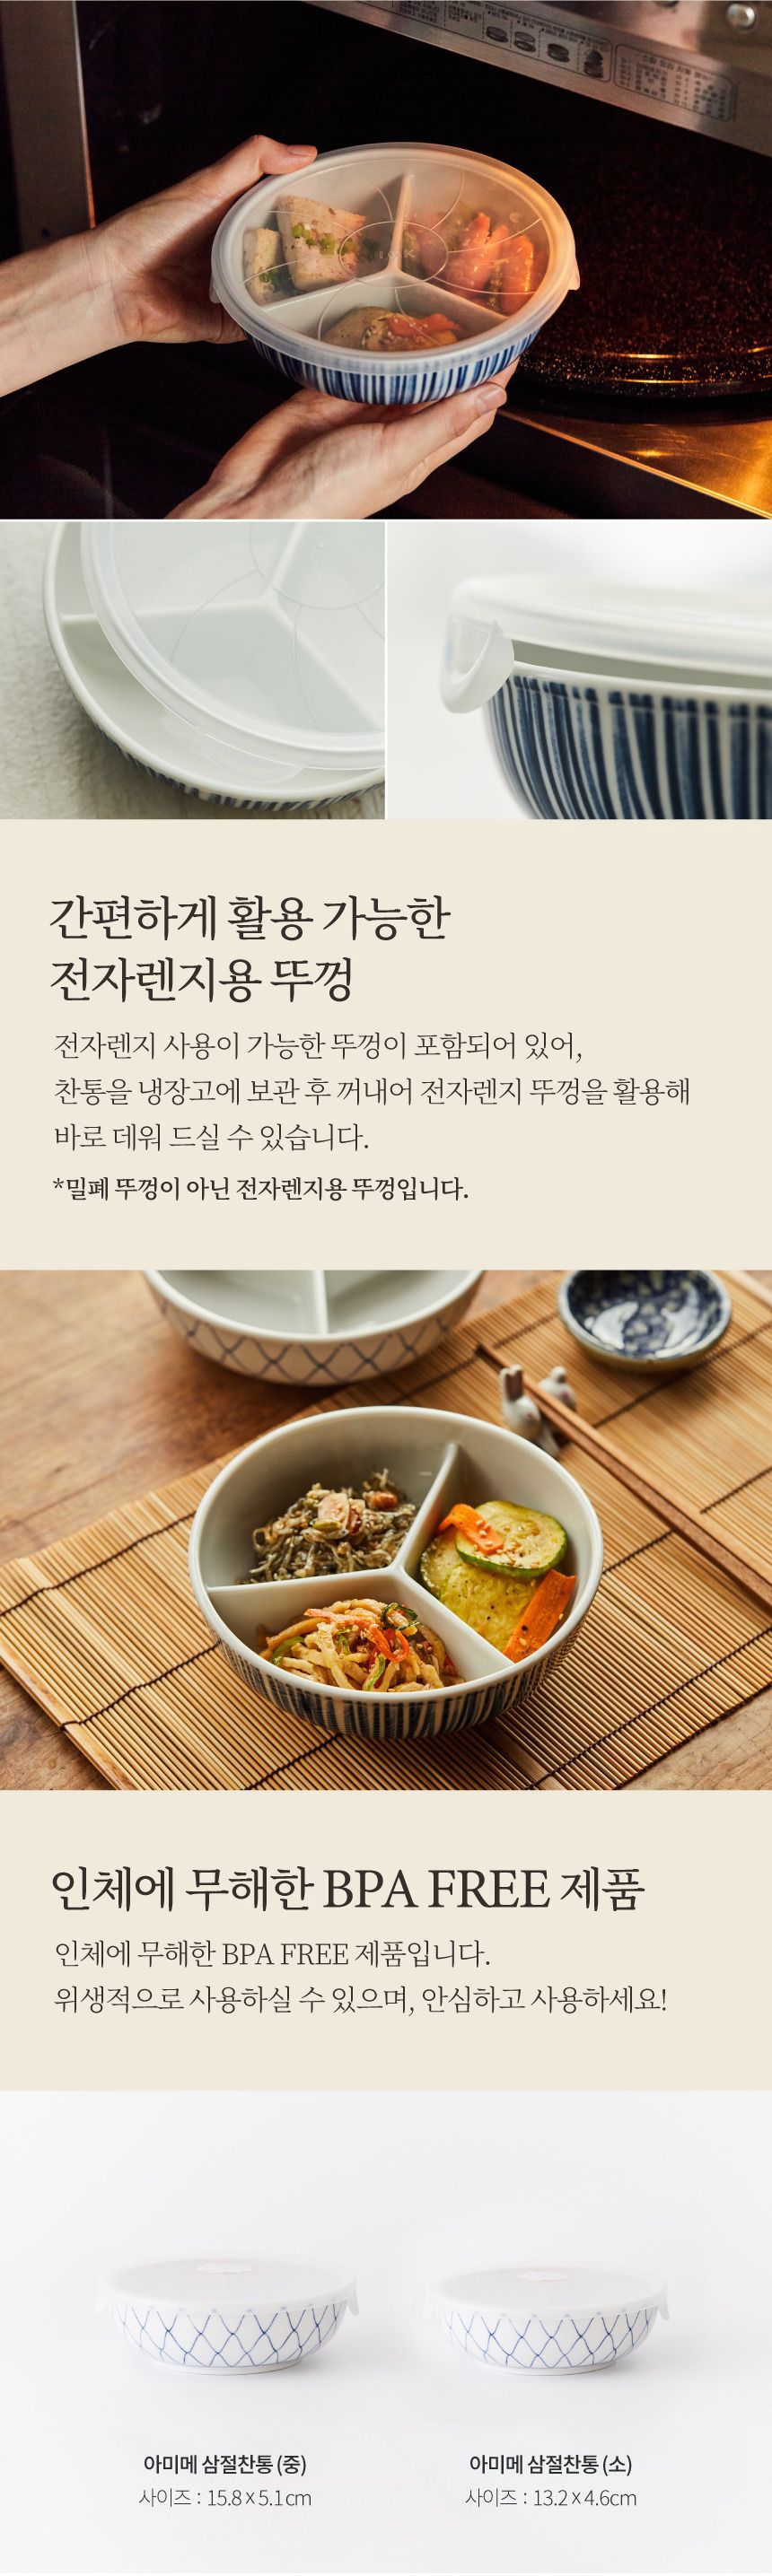 간편하게 활용 가능한
전자렌지용 뚜껑
전자렌지 사용이 가능한 뚜껑이 포함되어 있어,
찬통을 냉장고에 보관 후 꺼내어 전자렌지 뚜껑을 활용해
바로 데워 드실 수 있습니다.
*밀폐 뚜껑이 아닌 전자렌지용 뚜껑입니다.
인체에 무해한 BPA FREE 제품
인체에 무해한 BPA FREE 제품입니다.
위생적으로 사용하실 수 있으며, 안심하고 사용하세요!
아미메 삼절찬통 (중)
사이즈 : 15.8 x 5.1 cm
아미메 삼절찬통 (소)
사이즈 : 13.2 x 4.6cm